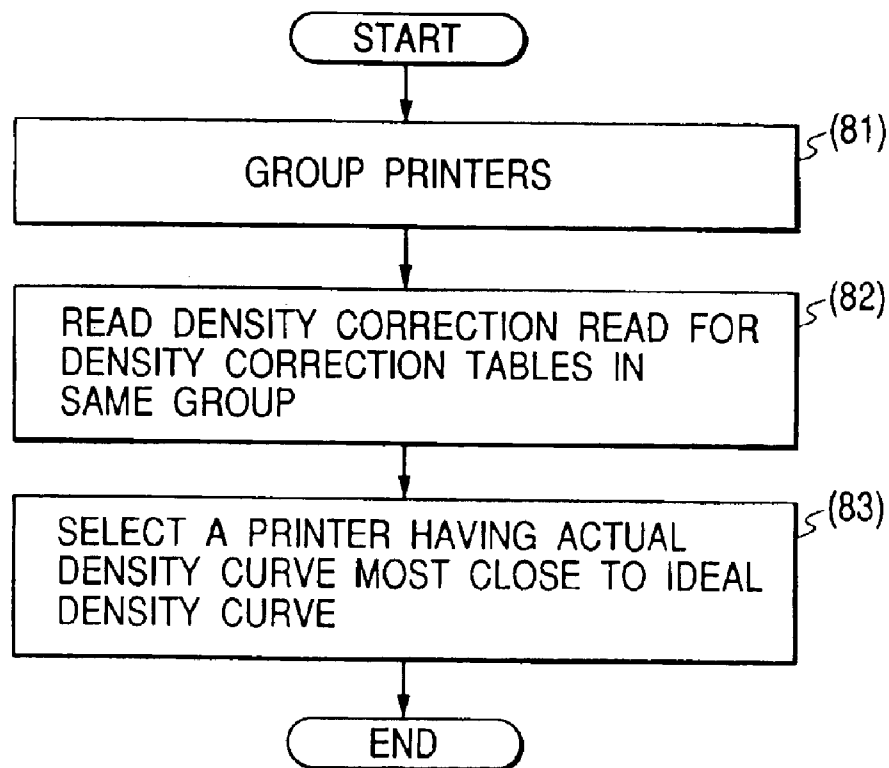 START
(81)
GROUP PRINTERS
(82)
READ DENSITY CORRECTION READ FOR
DENSITY CORRECTION TABLES IN
SAME GROUP
(83)
SELECT A PRINTER HAVING ACTUAL
DENSITY CURVE MOST CLOSE TO IDEAL
DENSITY CURVE
END